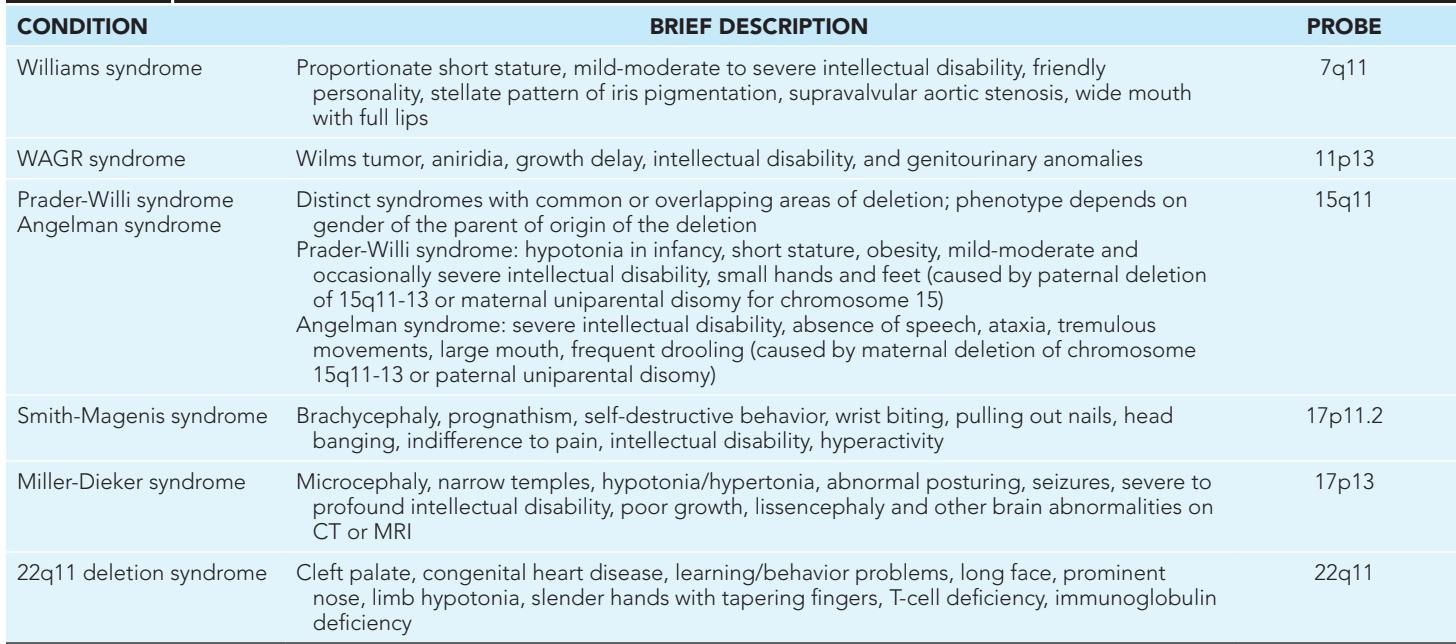 CONDITION BRIEF DESCRIPTION PROBE
Williams syndrome Proportionate short stature, mild-moderate to severe intellectual disability, friendly 7q11
personality, stellate pattern of iris pigmentation, supravalvular aortic stenosis, wide mouth
with full lips
WAGR syndrome Wilms tumor, aniridia, growth delay, intellectual disability, and genitourinary anomalies 11p13
Prader-Willi syndrome Distinct syndromes with common or overlapping areas of deletion; phenotype depends on 15q11
Angelman syndrome gender of the parent of origin of the deletion
Prader-Willi syndrome: hypotonia in infancy, short stature, obesity, mild-moderate and
occasionally severe intellectual disability, small hands and feet (caused by paternal deletion
of 15q11-13 or maternal uniparental disomy for chromosome 15)
Angelman syndrome: severe intellectual disability, absence of speech, ataxia, tremulous
movements, large mouth, frequent drooling (caused by maternal deletion of chromosome
15q11-13 or paternal uniparental disomy)
Smith-Magenis syndrome Brachycephaly, prognathism, self-destructive behavior, wrist biting, pulling out nails, head 17p11.2
banging, indifference to pain, intellectual disability, hyperactivity
Miller-Dieker syndrome Microcephaly, narrow temples, hypotonia/hypertonia, abnormal posturing, seizures, severe to 17p13
profound intellectual disability, poor growth, lissencephaly and other brain abnormalities on
CT or MRI
22q11 deletion syndrome Cleft palate, congenital heart disease, learning/behavior problems, long face, prominent 22q11
nose, limb hypotonia, slender hands with tapering fingers, T-cell deficiency, immunoglobulin
deficiency